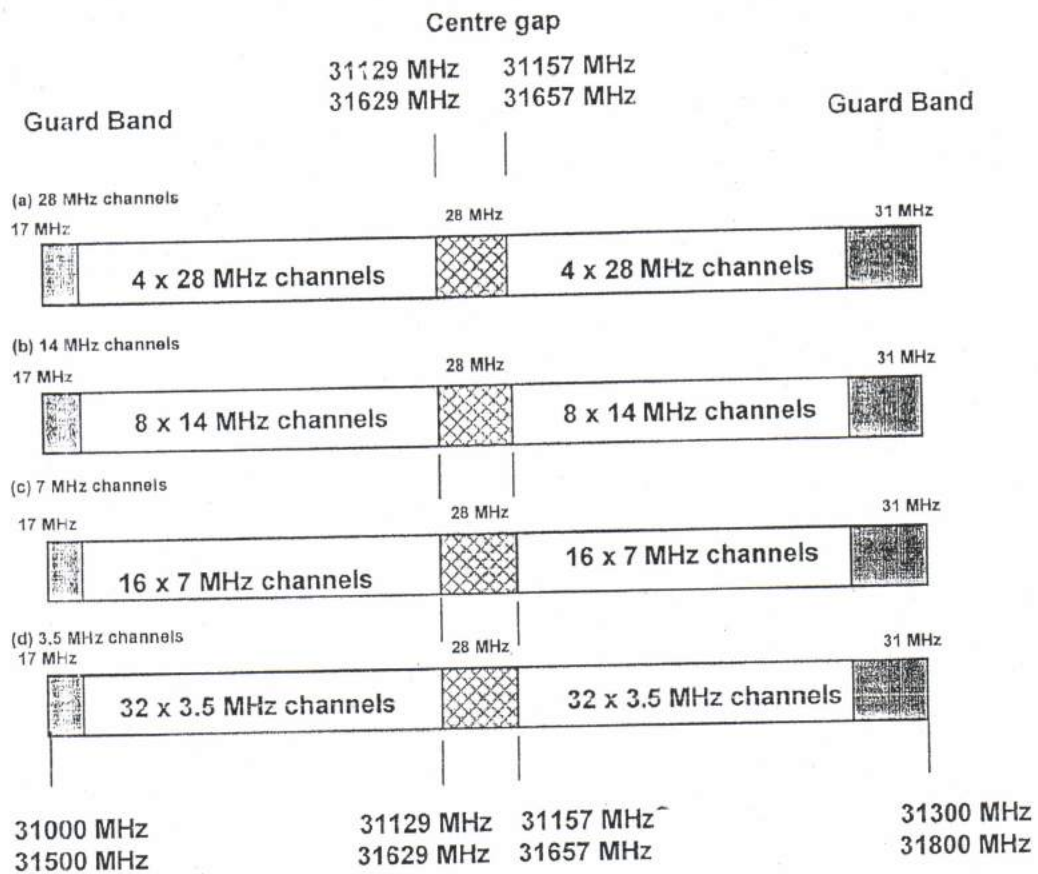 Centre gap
31129 MHz 31157 MHz
31629 MHz 31657 MHz
Guard Band Guard Band
(a) 28 MHz channels
17 MHz 28 MHz 31 MHz
4 x 28 MHz channels 4 x 28 MHz channels
(b) 14 MHz channels
17 MHz 28 MHz 31 MHz
8 x 14 MHz channels 8 x 14 MHz channels
(c) 7 MHz channels
17 MHz 28 MHz 31 MHz
16 x 7 MHz channels 16 x 7 MHz channels
(d) 3.5 MHz channels
17 MHz 28 MHz 31 MHz
32 x 3.5 MHz channels 32 x 3.5 MHz channels
31000 MHz 31129 MHz 31157 MHz 31300 MHz
31500 MHz 31629 MHz 31657 MHz 31800 MHz